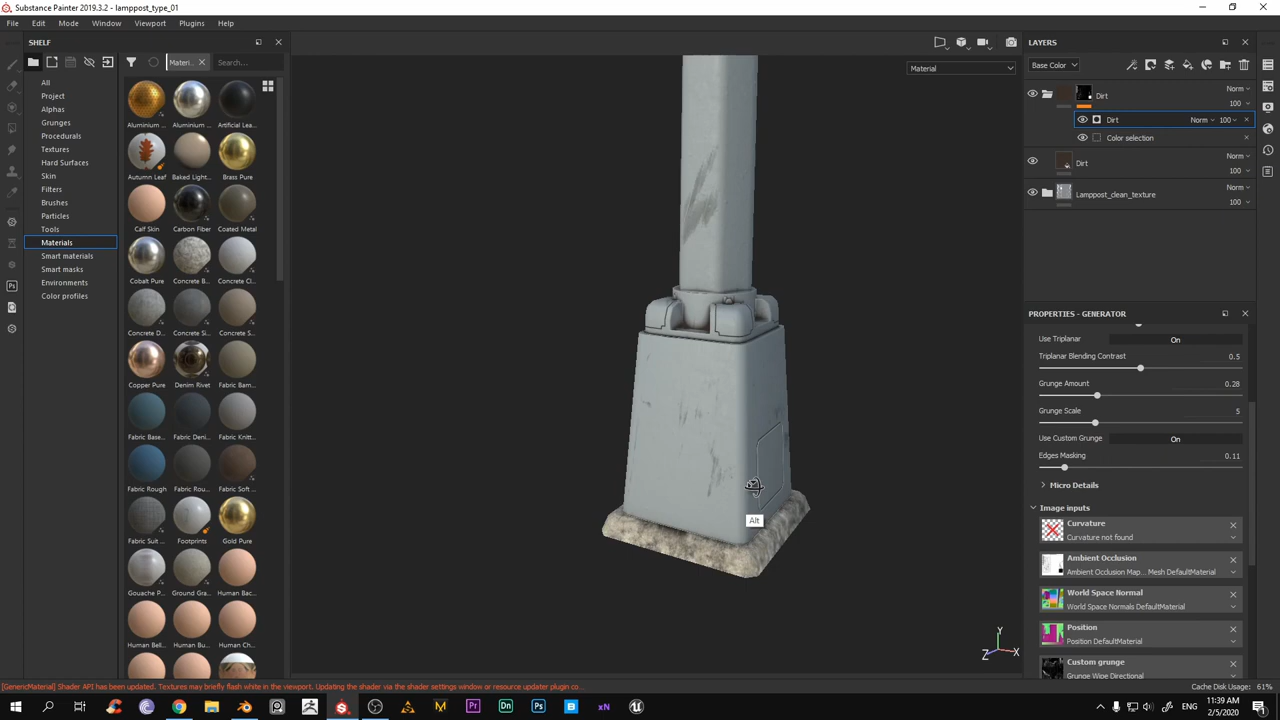 Substance Painter 2019.3.2 - lamppost_type_01
File Edit Mode Window Viewport Plugins Help
SHELF
Materi...
Search...
All
Project
Alphas
Grunges
Procedurals
Textures
Hard Surfaces
Skin
Filters
Brushes
Particles
Tools
Materials
Smart materials
Smart masks
Environments
Color profiles
Aluminium ... Aluminium ... Artificial Lea...
Autumn Leaf Baked Light... Brass Pure
Calf Skin Carbon Fiber Coated Metal
Cobalt Pure Concrete B... Concrete Cl...
Concrete D... Concrete Si... Concrete S...
Copper Pure Denim Rivet Fabric Bam...
Fabric Base... Fabric Deni... Fabric Knitt...
Fabric Rough Fabric Rou... Fabric Soft ...
Fabric Suit ... Footprints Gold Pure
Gouache P... Ground Gra... Human Bac...
Human Bell... Human Bu... Human Ch...
Material
Alt
Y
Z X
LAYERS
Base Color
Dirt Norm
100
Dirt Norm 100
Color selection
Dirt Norm
100
Lamppost_clean_texture Norm
100
PROPERTIES - GENERATOR
Use Triplanar On
Triplanar Blending Contrast 0.5
Grunge Amount 0.28
Grunge Scale 5
Use Custom Grunge On
Edges Masking 0.11
Micro Details
Image inputs
Curvature
Curvature not found
Ambient Occlusion
Ambient Occlusion Map... Mesh DefaultMaterial
World Space Normal
World Space Normals DefaultMaterial
Position
Position DefaultMaterial
Custom grunge
Grunge Wipe Directional
[GenericMaterial] Shader API has been updated. Textures may briefly flash white in the viewport. Updating the shader via the shader settings window or resource updater plugin co...
Cache Disk Usage: 61%
Pr Dn Ps xN
ENG
11:39 AM
2/5/2020